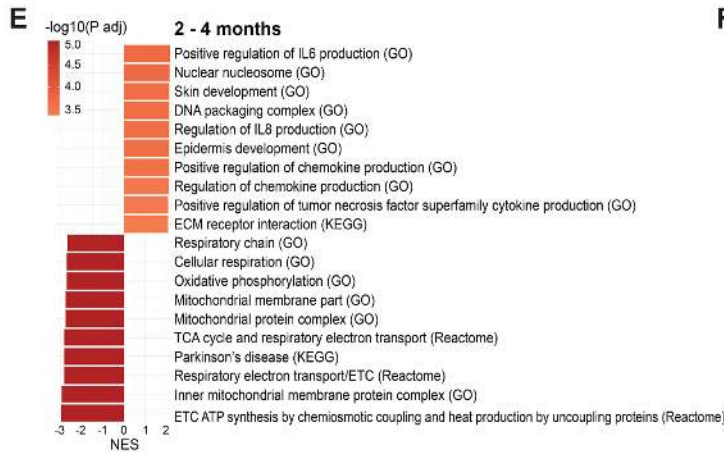 E
-log10(P adj)
2 - 4 months
5.0
4.5
4.0
3.5
Positive regulation of IL6 production (GO)
Nuclear nucleosome (GO)
Skin development (GO)
DNA packaging complex (GO)
Regulation of IL8 production (GO)
Epidermis development (GO)
Positive regulation of chemokine production (GO)
Regulation of chemokine production (GO)
Positive regulation of tumor necrosis factor superfamily cytokine production (GO)
ECM receptor interaction (KEGG)
Respiratory chain (GO)
Cellular respiration (GO)
Oxidative phosphorylation (GO)
Mitochondrial membrane part (GO)
Mitochondrial protein complex (GO)
TCA cycle and respiratory electron transport (Reactome)
Parkinson's disease (KEGG)
Respiratory electron transport/ETC (Reactome)
Inner mitochondrial membrane protein complex (GO)
ETC ATP synthesis by chemiosmotic coupling and heat production by uncoupling proteins (Reactome)
-3 -2 -1 0 1 2
NES